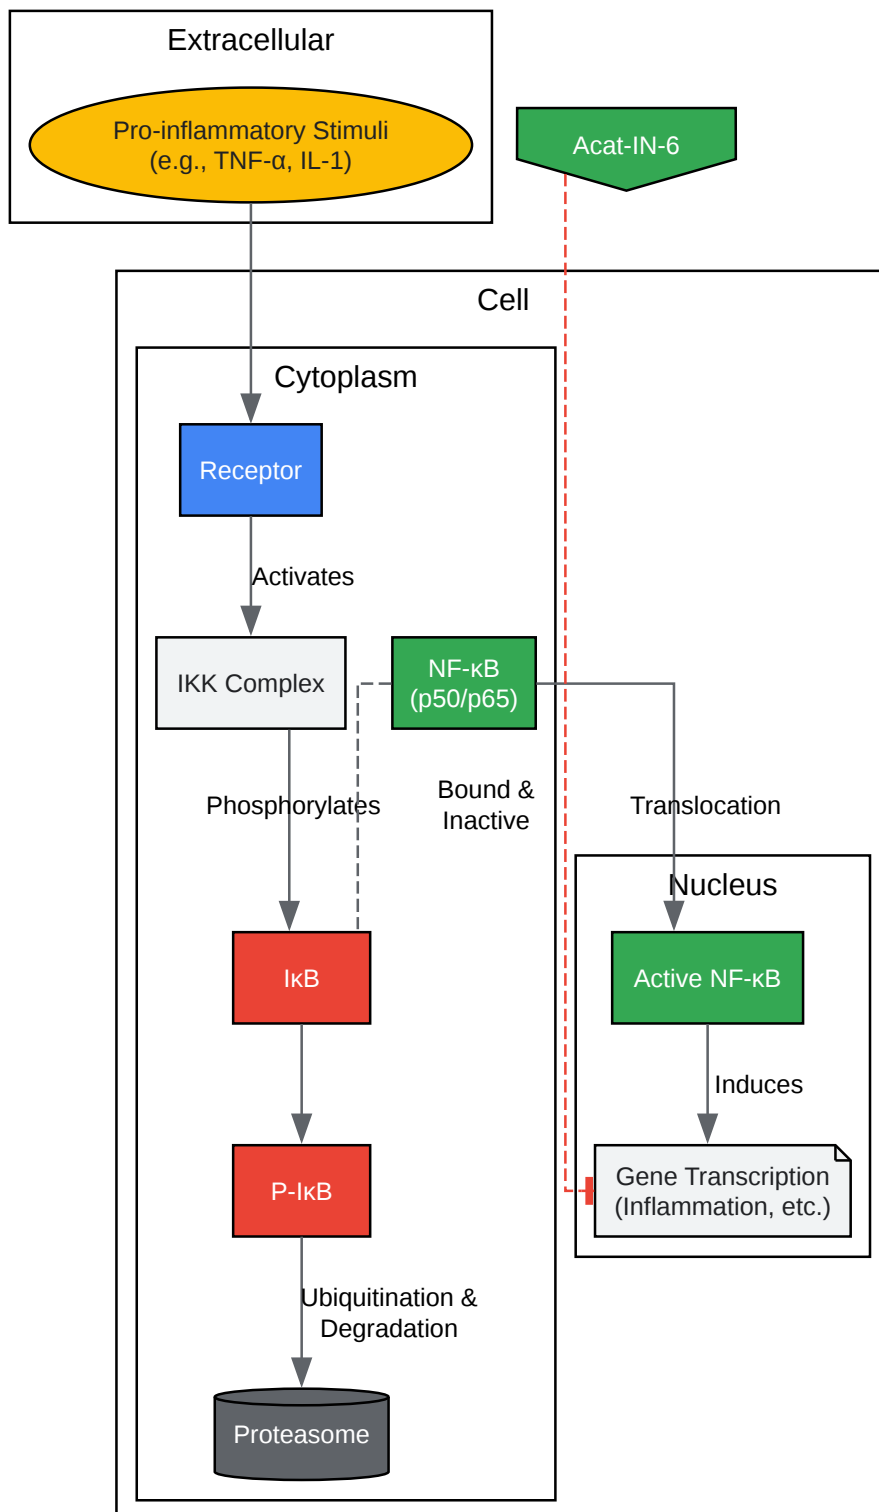 Extracellular
Pro-inflammatory Stimuli
(e.g., TNF-α, IL-1)
Acat-IN-6
Cell
Cytoplasm
Receptor
Activates
IKK Complex
NF-κB
(p50/p65)
Phosphorylates
Bound &
Inactive
Translocation
Nucleus
IκB
Active NF-κB
Induces
P-IκB
Gene Transcription
(Inflammation, etc.)
Ubiquitination &
Degradation
Proteasome